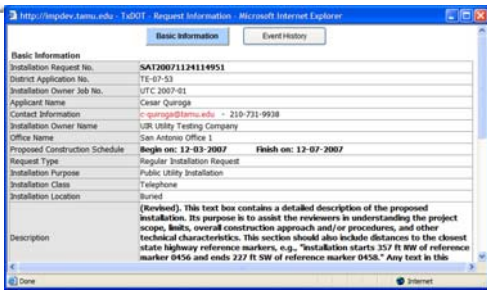 http://impdev.tamu.edu - TxDOT - Request Information - Microsoft Internet Explorer
Basic Information Event History
Basic Information
Installation Request No. SAT20071124114951
District Application No. TE-07-53
Installation Owner Job No. UTC 2007-01
Applicant Name Cesar Quiroga
Contact Information c-quiroga@tamu.edu - 210-731-9938
Installation Owner Name UIR Utility Testing Company
Office Name San Antonio Office 1
Proposed Construction Schedule Begin on: 12-03-2007 Finish on: 12-07-2007
Request Type Regular Installation Request
Installation Purpose Public Utility Installation
Installation Class Telephone
Installation Location Buried
(Revised). This text box contains a detailed description of the proposed
installation. Its purpose is to assist the reviewers in understanding the project
scope, limits, overall construction approach and/or procedures, and other
Description technical characteristics. This section should also include distances to the closest
state highway reference markers, e.g., "installation starts 357 ft NW of reference
marker 0456 and ends 227 ft SW of reference marker 0458." Any text in this
Done Internet